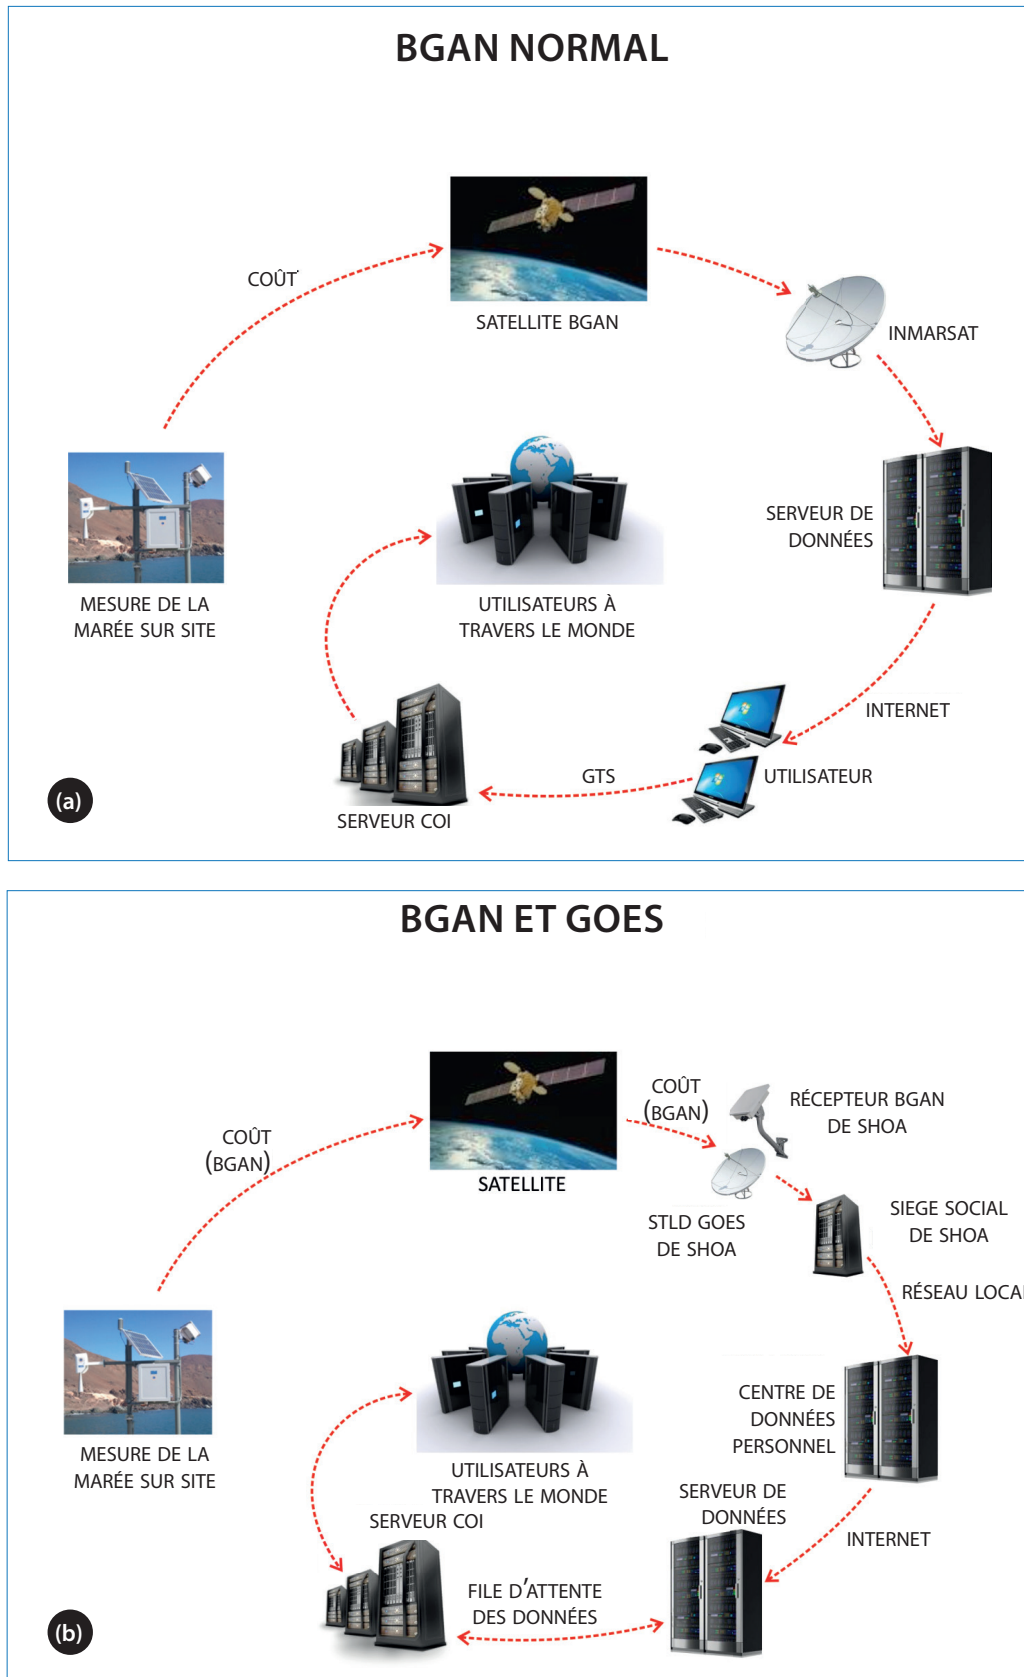 BGAN NORMAL
COÛT
SATELLITE BGAN
INMARSAT
SERVEUR DE
DONNÉES
MESURE DE LA
MARÉE SUR SITE
UTILISATEURS À
TRAVERS LE MONDE
INTERNET
GTS
UTILISATEUR
SERVEUR COI
(a)
BGAN ET GOES
COÛT
(BGAN)
SATELLITE
COÛT
(BGAN)
RÉCEPTEUR BGAN
DE SHOA
STLD GOES
DE SHOA
SIEGE SOCIAL
DE SHOA
RÉSEAU LOCAL
CENTRE DE
DONNÉES
PERSONNEL
MESURE DE LA
MARÉE SUR SITE
UTILISATEURS À
TRAVERS LE MONDE
SERVEUR COI
SERVEUR DE
DONNÉES
INTERNET
FILE D'ATTENTE
DES DONNÉES
(b)